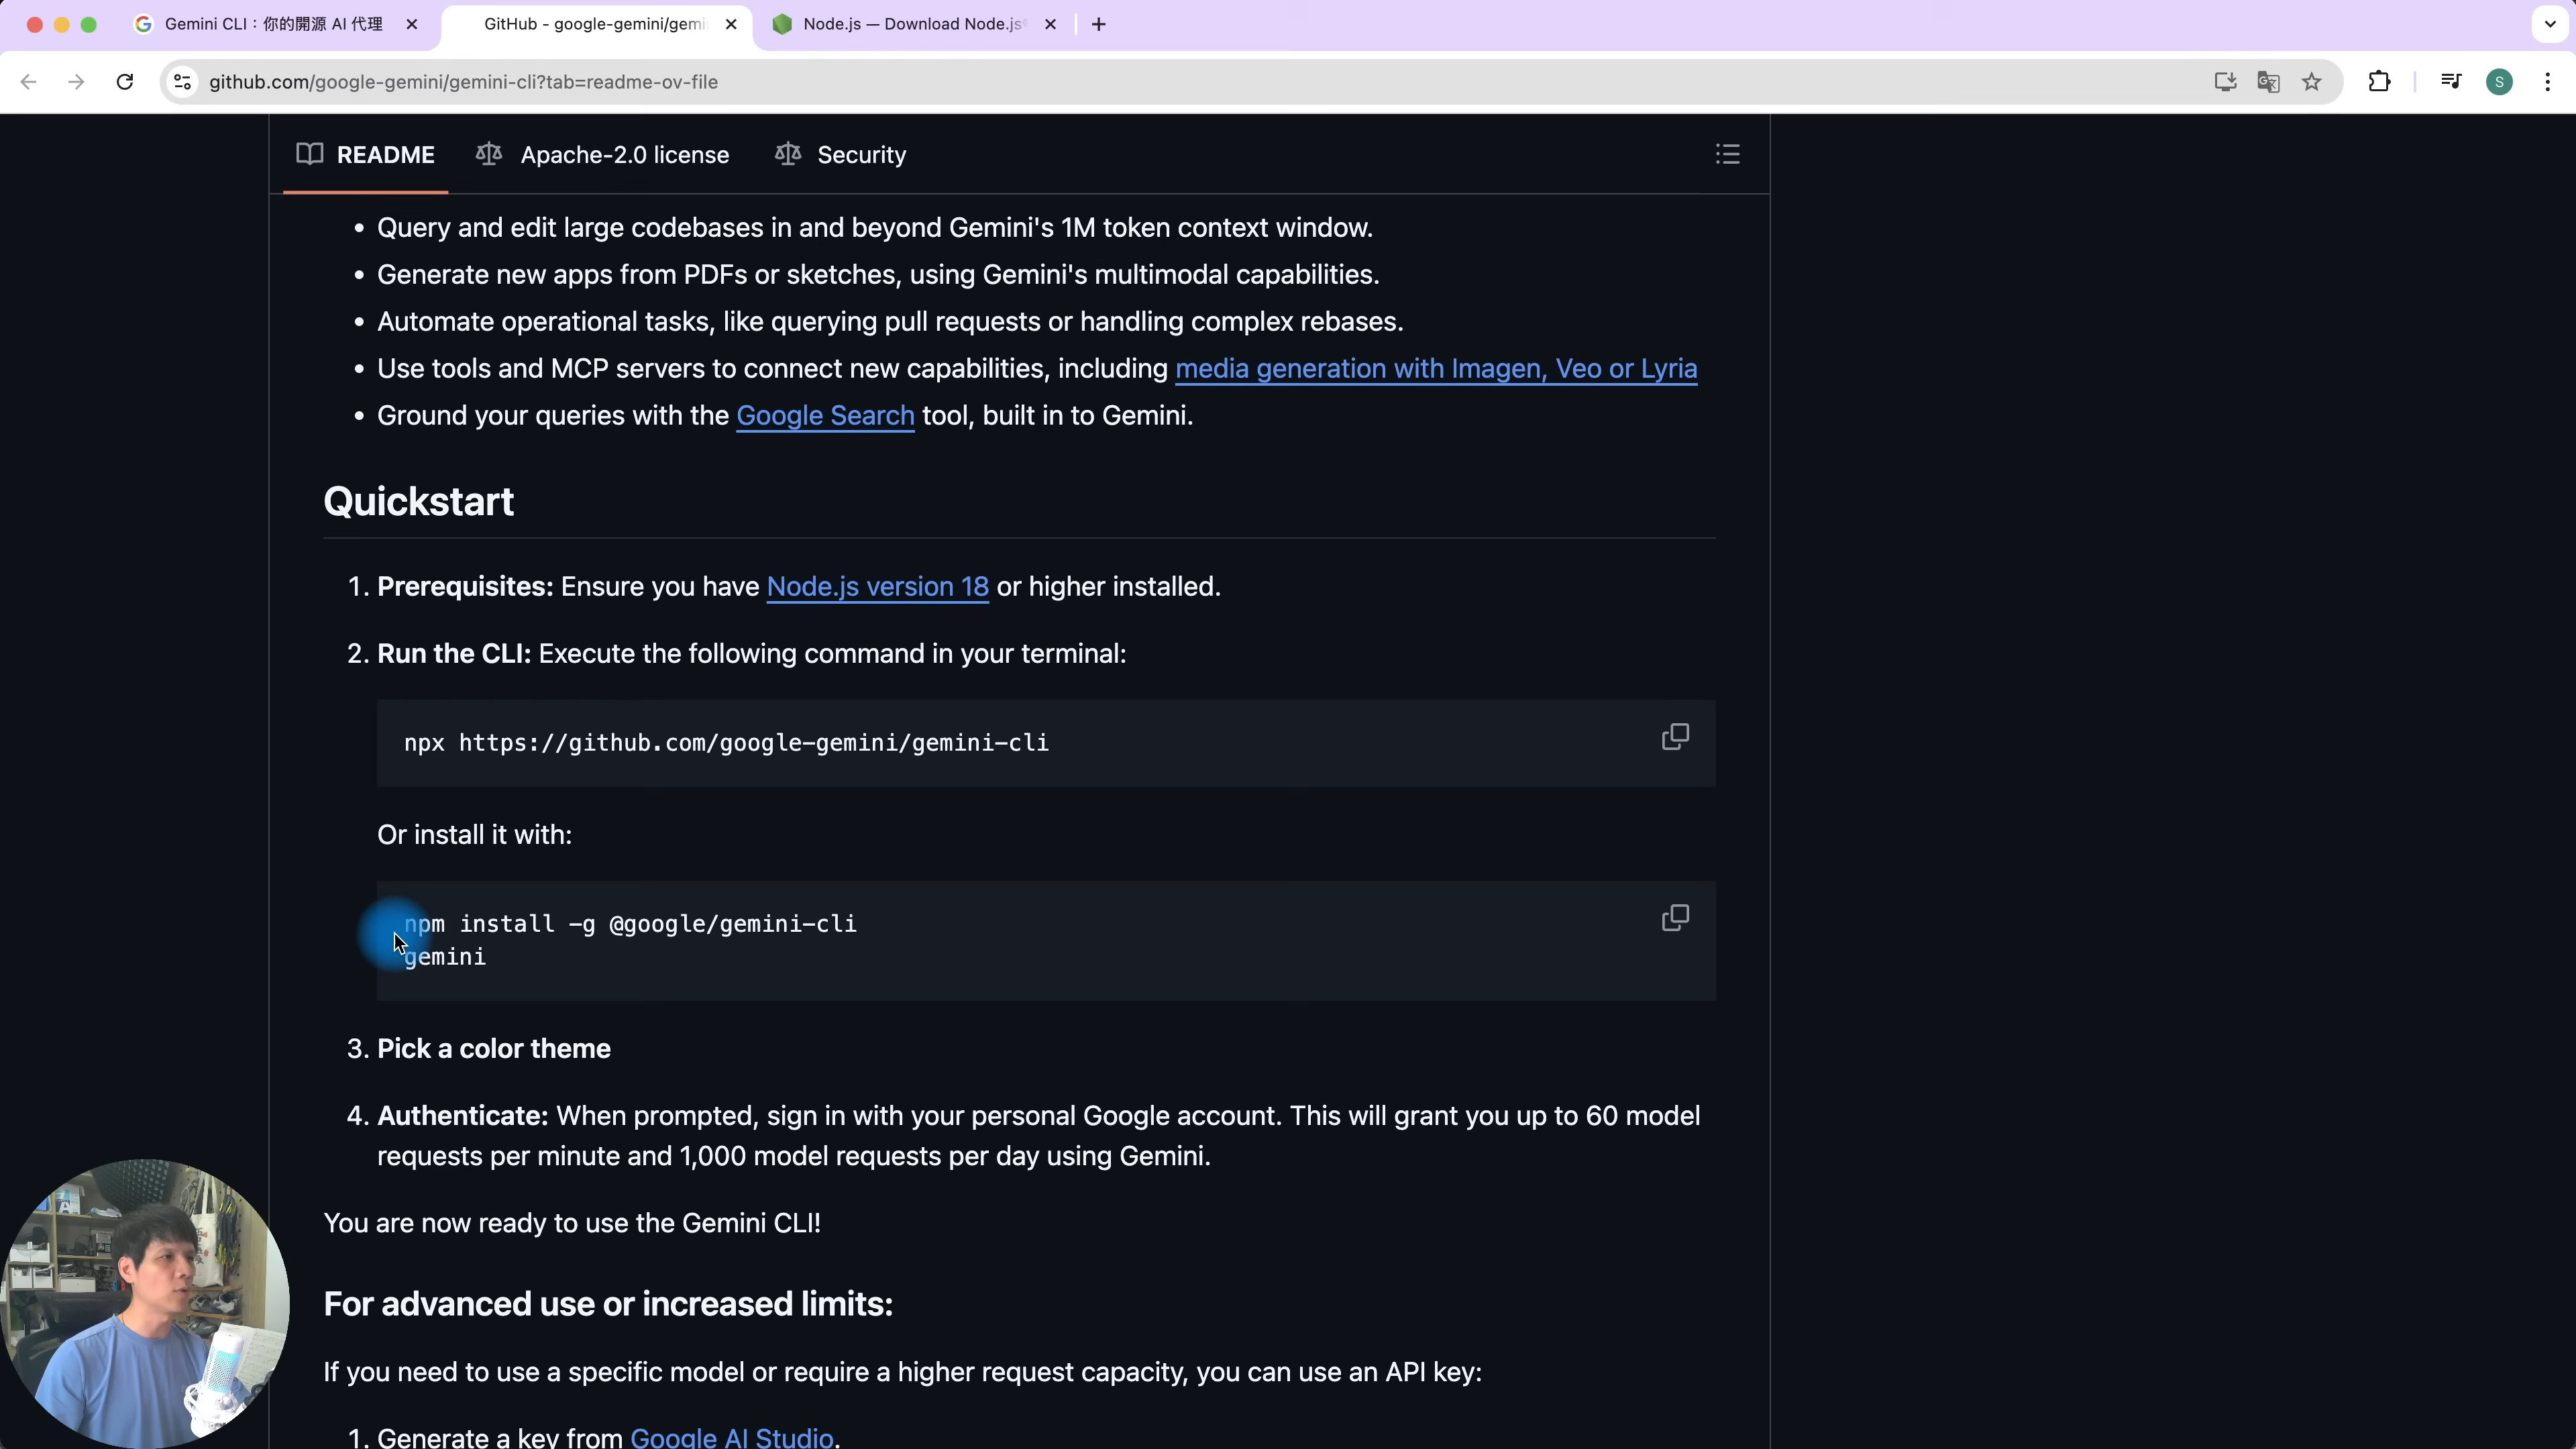 Gemini CLI：你的開源 AI 代理
GitHub - google-gemini/gemi
Node.js — Download Node.js
github.com/google-gemini/gemini-cli?tab=readme-ov-file
S
README
Apache-2.0 license
Security
• Query and edit large codebases in and beyond Gemini's 1M token context window.
• Generate new apps from PDFs or sketches, using Gemini's multimodal capabilities.
• Automate operational tasks, like querying pull requests or handling complex rebases.
• Use tools and MCP servers to connect new capabilities, including media generation with Imagen, Veo or Lyria
• Ground your queries with the Google Search tool, built in to Gemini.
Quickstart
1. Prerequisites: Ensure you have Node.js version 18 or higher installed.
2. Run the CLI: Execute the following command in your terminal:
npx https://github.com/google-gemini/gemini-cli
Or install it with:
npm install -g @google/gemini-cli
gemini
3. Pick a color theme
4. Authenticate: When prompted, sign in with your personal Google account. This will grant you up to 60 model
requests per minute and 1,000 model requests per day using Gemini.
You are now ready to use the Gemini CLI!
For advanced use or increased limits:
If you need to use a specific model or require a higher request capacity, you can use an API key:
1. Generate a key from Google AI Studio.